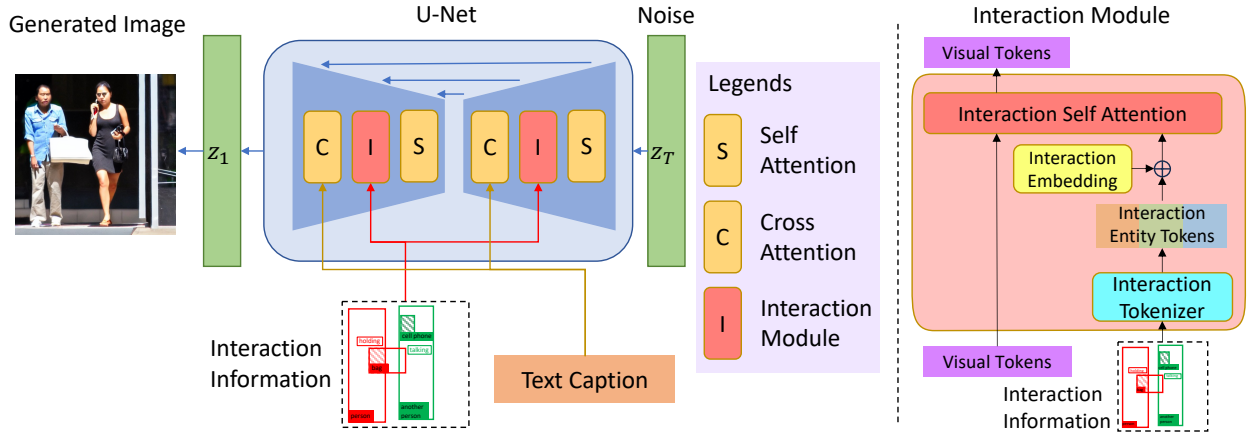 Generated Image
U-Net
Noise
Interaction Module
z₁
C
I
S
C
I
S
z_T
Legends
S
Self
Attention
C
Cross
Attention
I
Interaction
Module
Interaction
Information
holding
bag
person
cell phone
talking
another
person
Text Caption
Visual Tokens
Interaction Self Attention
Interaction
Embedding
Interaction
Entity Tokens
Interaction
Tokenizer
Visual Tokens
Interaction
Information